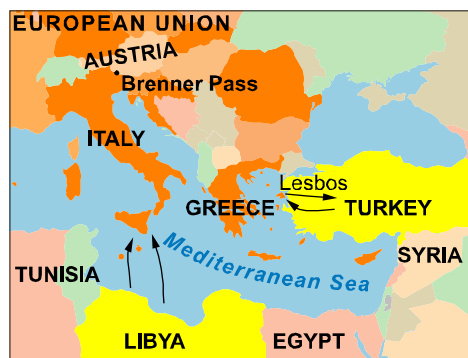 EUROPEAN UNION
AUSTRIA
Brenner Pass
ITALY
Lesbos
GREECE
TURKEY
Mediterranean Sea
SYRIA
TUNISIA
LIBYA
EGYPT